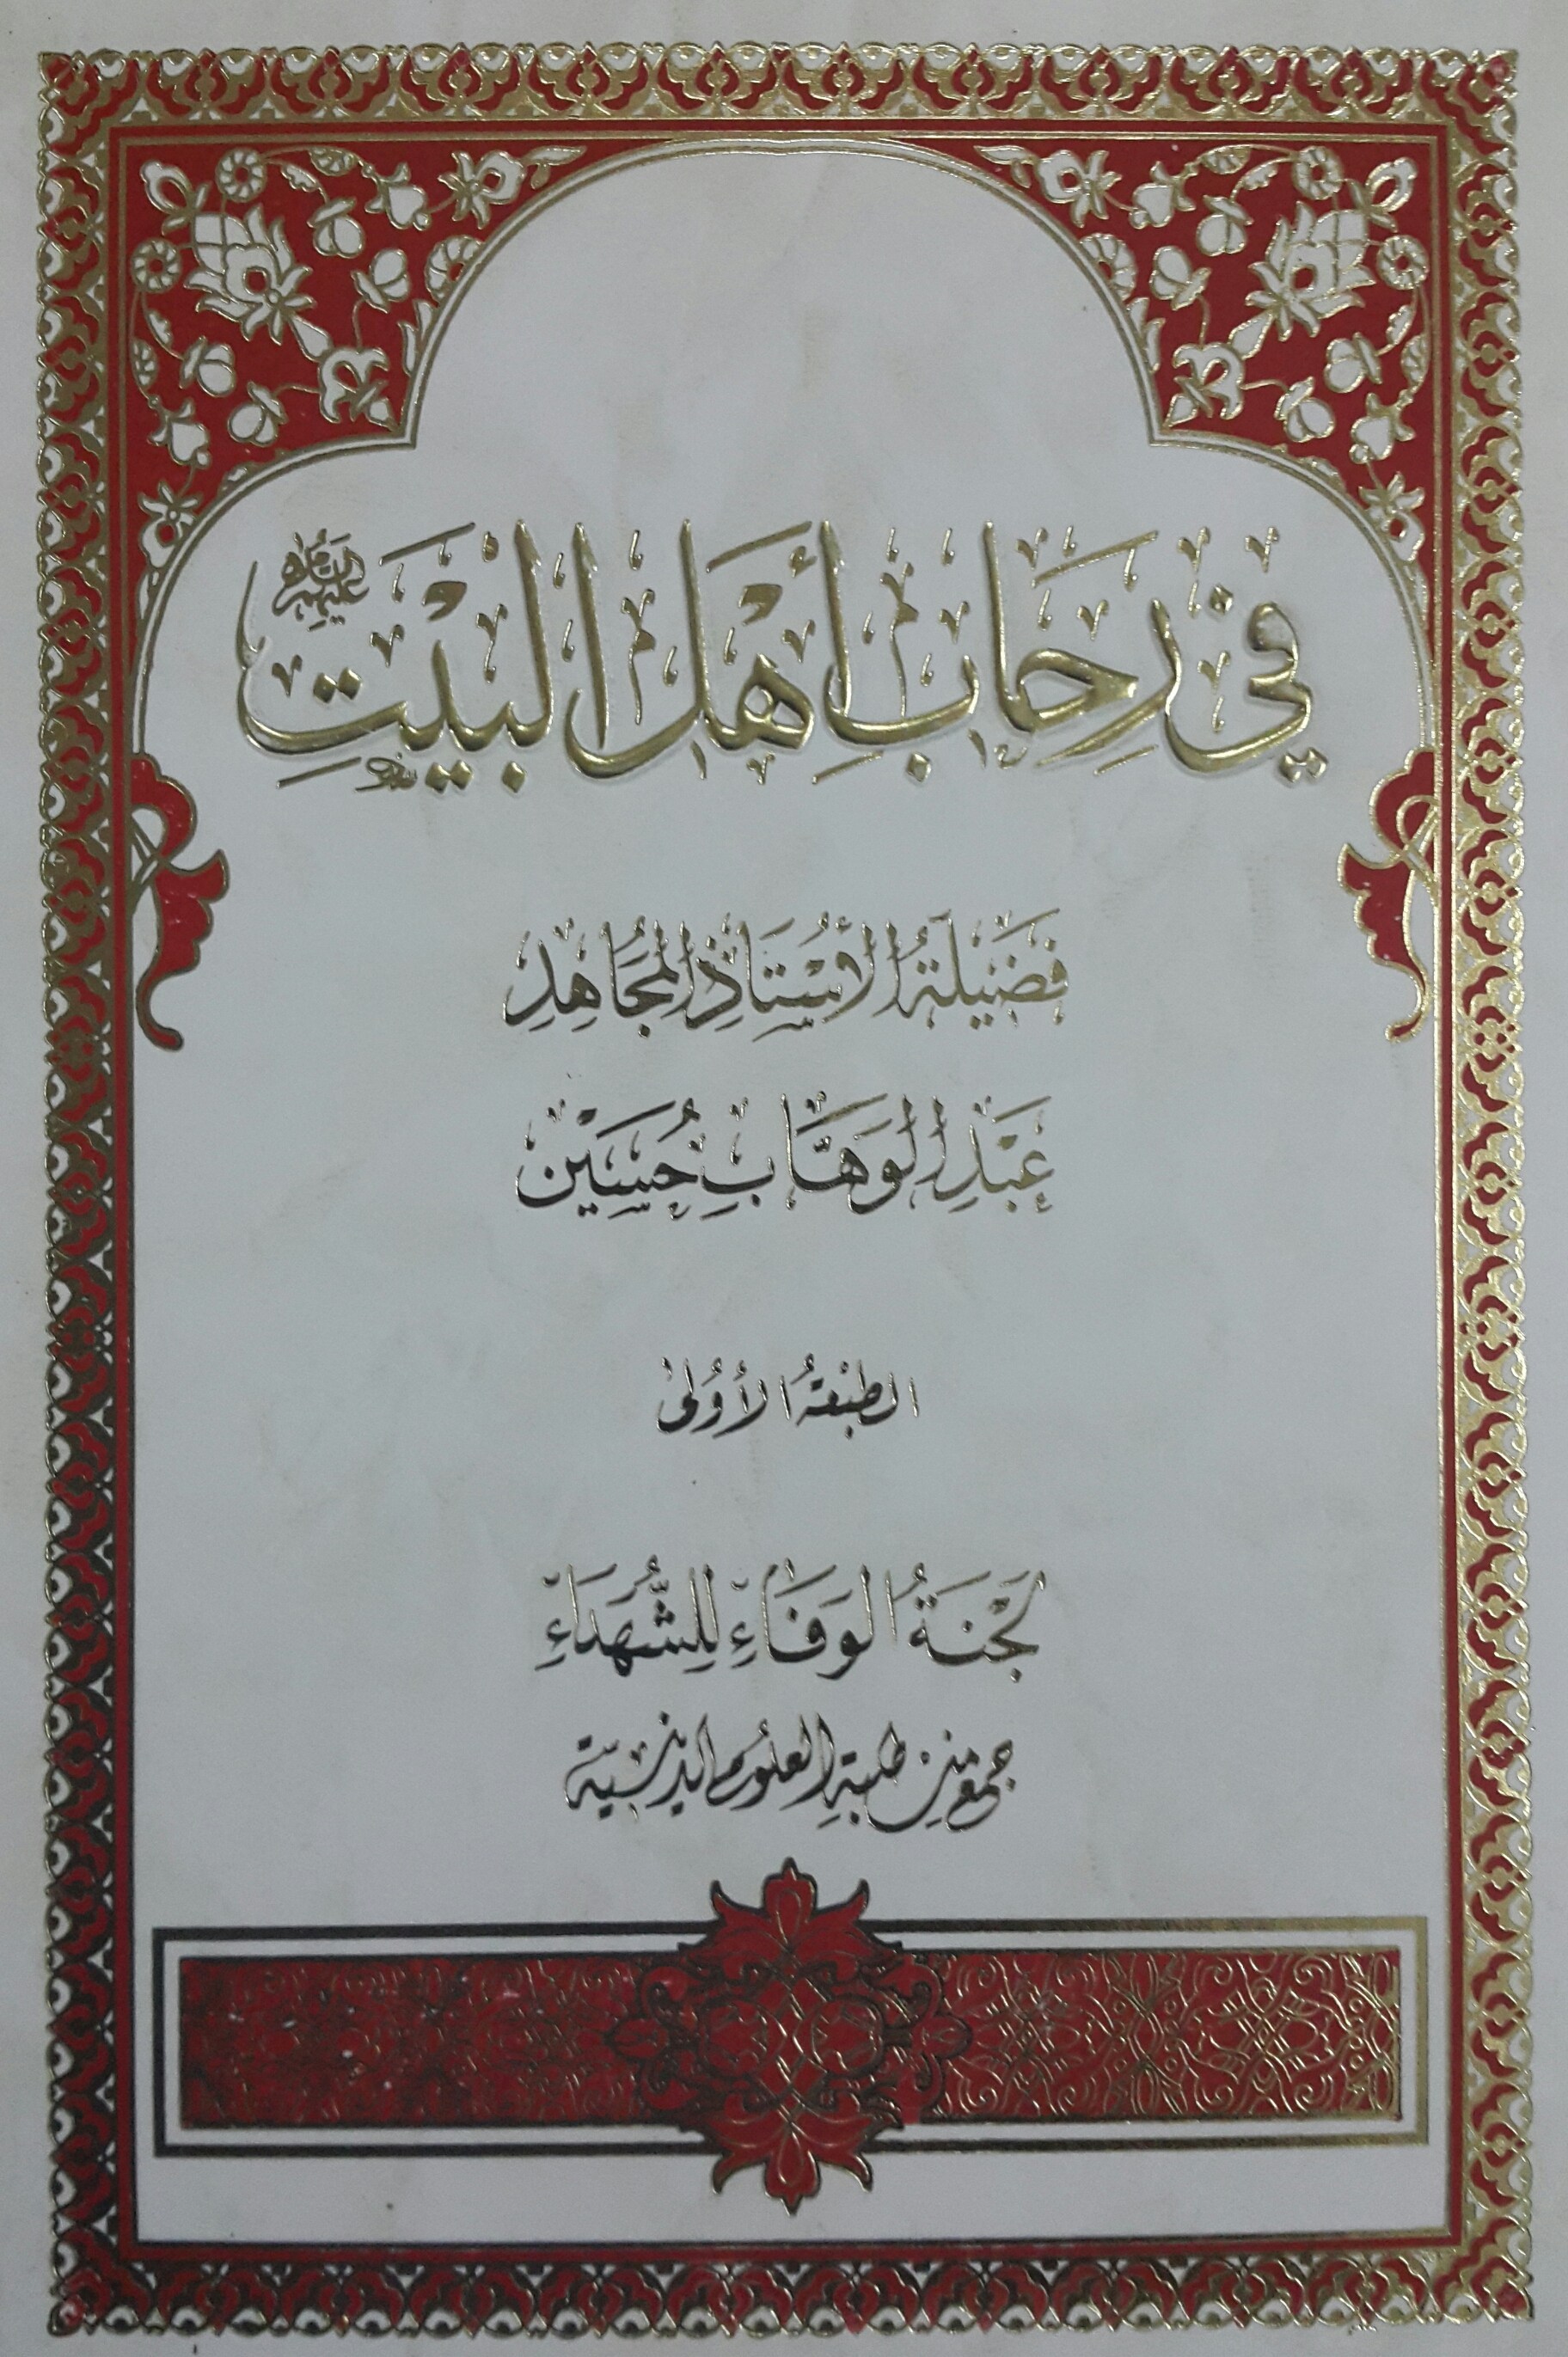 في رحاب أهل البيت عليهم السلام
فضيلة الأستاذ المجاهد
عبد الوهاب حسين
الطبعة الأولى
لجنة الوفاء للشهداء
جمع من طلبة العلوم الدينية